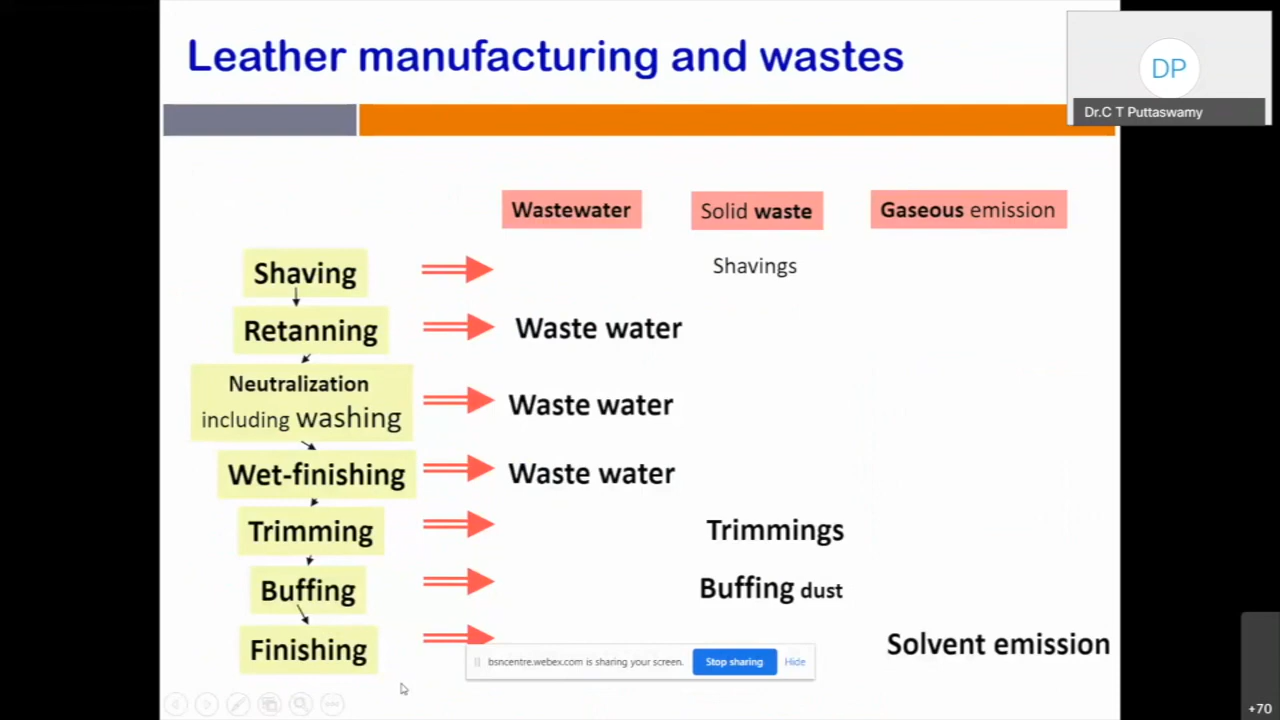 Leather manufacturing and wastes
DP
Dr.C T Puttaswamy
Wastewater
Solid waste
Gaseous emission
Shaving
Shavings
Retanning
Waste water
Neutralization
including washing
Waste water
Wet-finishing
Waste water
Trimming
Trimmings
Buffing
Buffing dust
Finishing
Solvent emission
bsncentre.webex.com is sharing your screen.
Stop sharing
Hide
+70